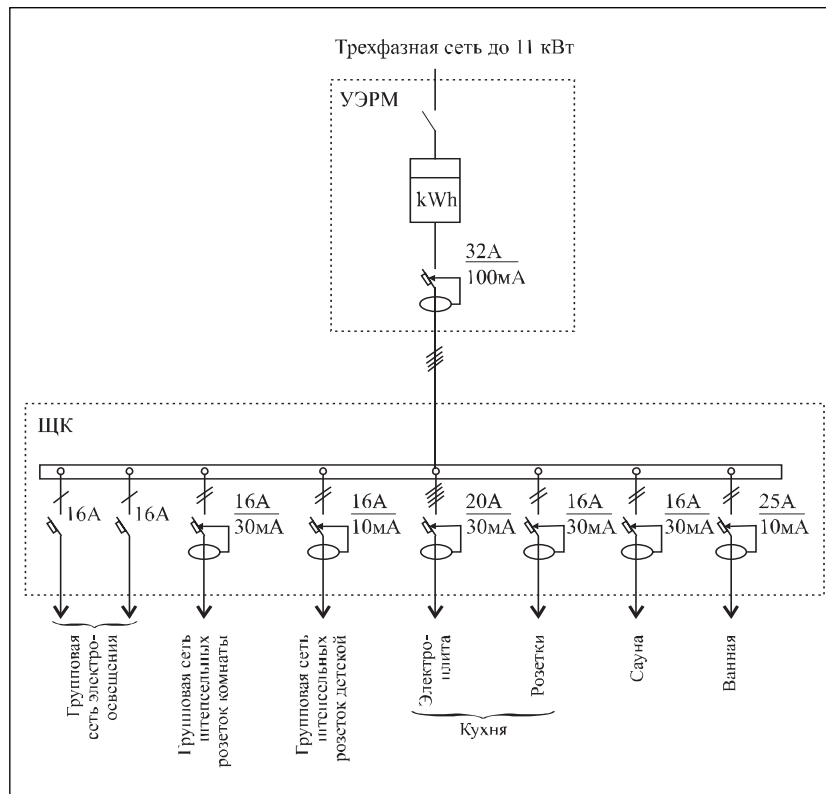 Трехфазная сеть до 11 кВт
УЭРМ
kWh
32А
100мА
ЩК
16А
16А
16А
30мА
16А
10мА
20А
30мА
16А
30мА
16А
30мА
25А
10мА
Групповая
сеть электро-
освещения
Групповая сеть
штепсельных
розеток комнаты
Групповая сеть
штепсельных
розеток детской
Электро-
плита
Розетки
Кухня
Сауна
Ванная